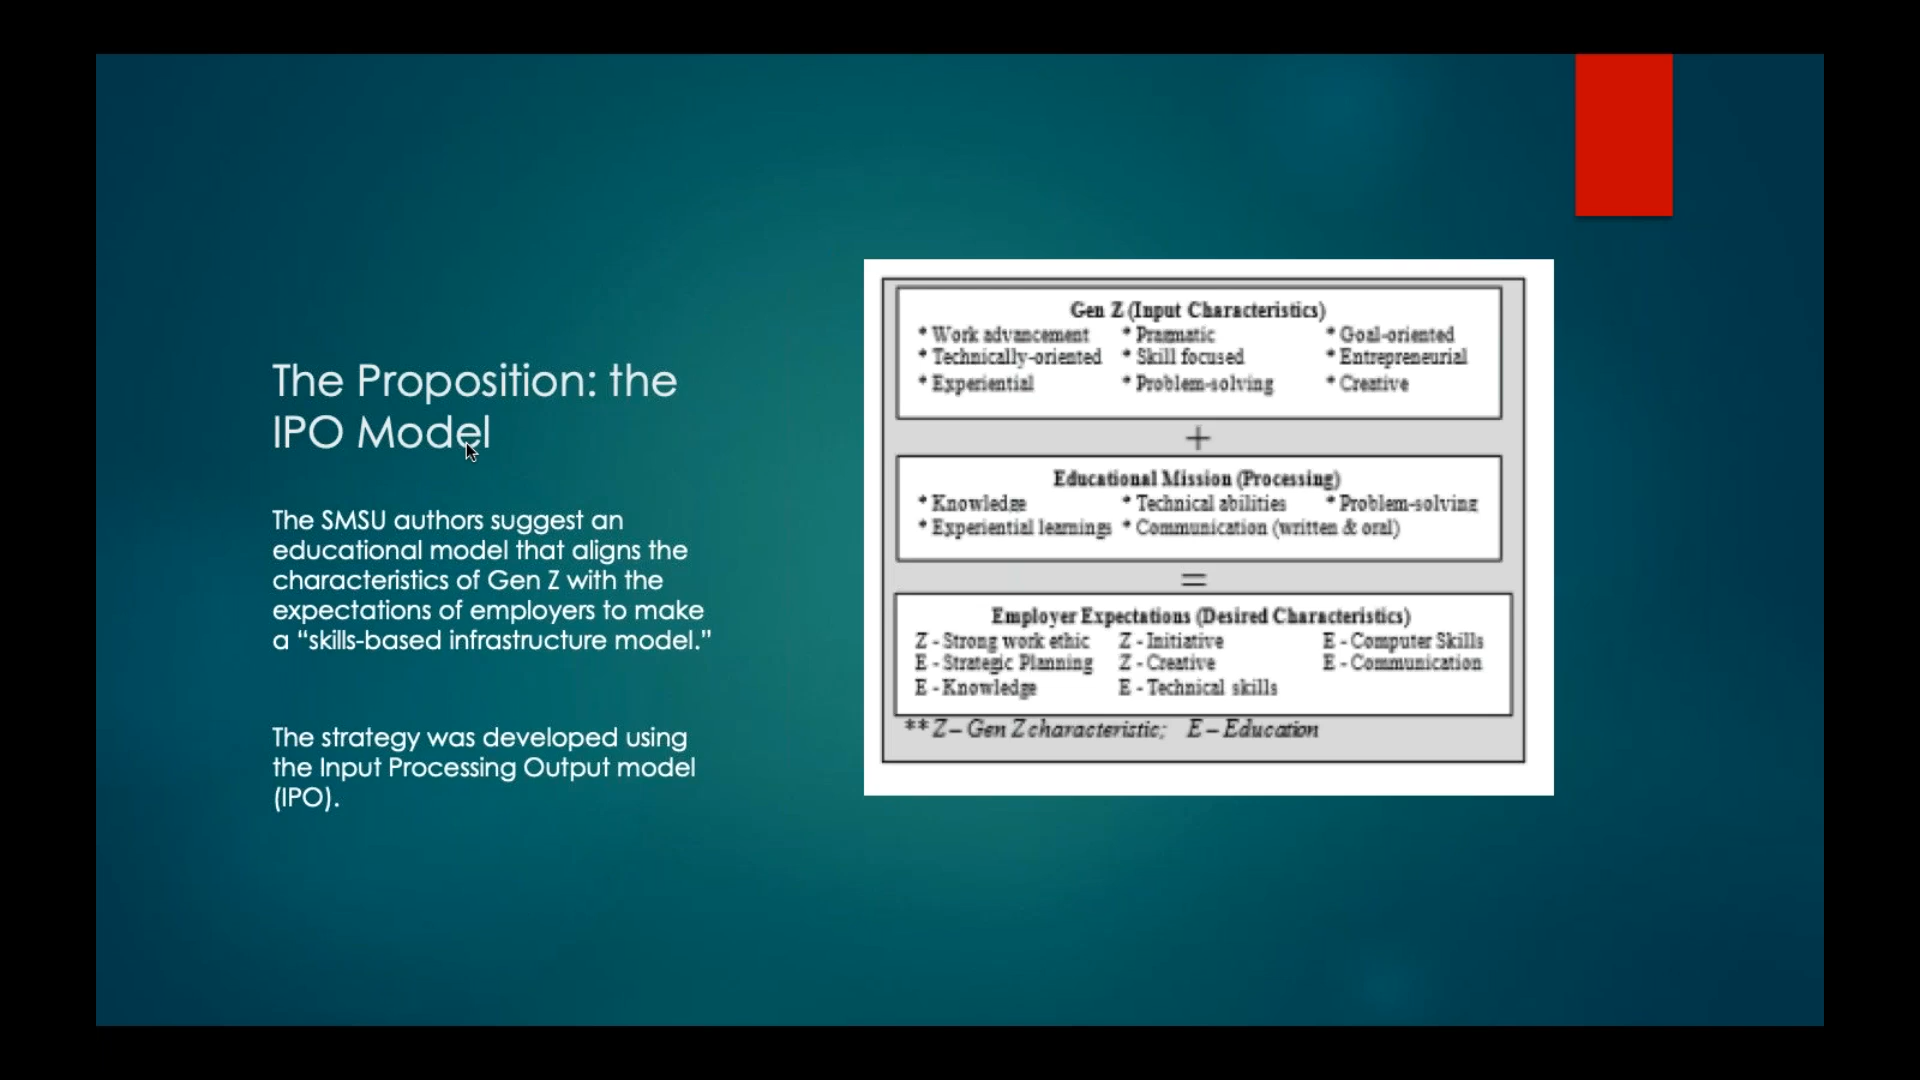 The Proposition: the
IPO Model
The SMSU authors suggest an
educational model that aligns the
characteristics of Gen Z with the
expectations of employers to make
a “skills-based infrastructure model.”
The strategy was developed using
the Input Processing Output model
(IPO).
Gen Z (Input Characteristics)
* Work advancement * Pragmatic * Goal-oriented
* Technically-oriented * Skill focused * Entrepreneurial
* Experiential * Problem-solving * Creative
+
Educational Mission (Processing)
* Knowledge * Technical abilities * Problem-solving
* Experiential learnings * Communication (written & oral)
=
Employer Expectations (Desired Characteristics)
Z - Strong work ethic Z - Initiative E - Computer Skills
E - Strategic Planning Z - Creative E - Communication
E - Knowledge E - Technical skills
** Z – Gen Z characteristic; E – Education